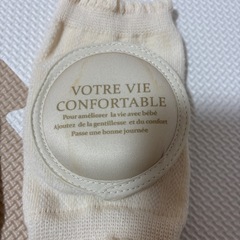 VOTRE VIE
CONFORTABLE
Pour améliorer la vie avec bébé
Ajoutez de la gentillesse et du confort
Passe une bonne journée